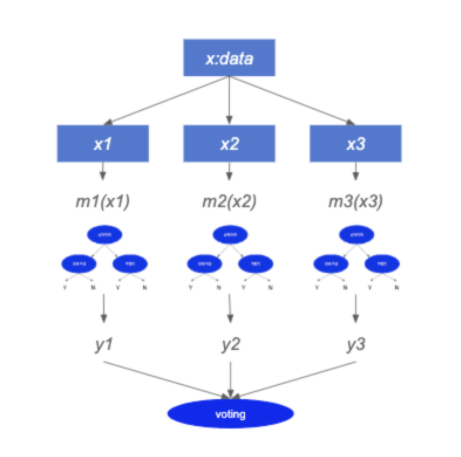 x:data
x1 x2 x3
m1(x1) m2(x2) m3(x3)
Y N Y N Y N Y N Y N Y N
y1 y2 y3
voting